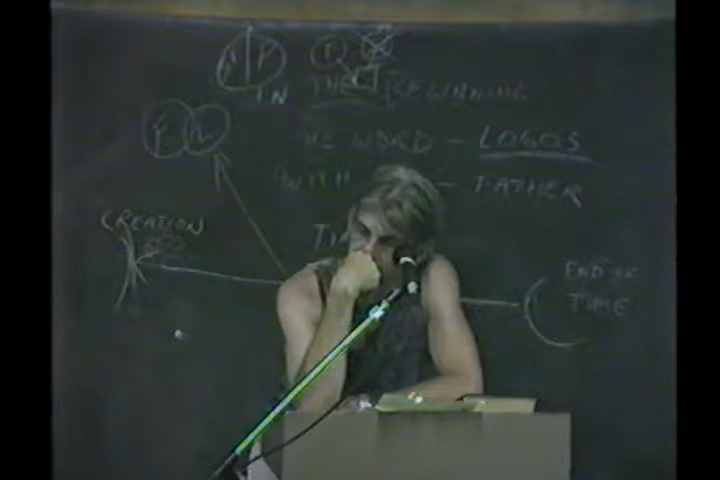 IN THE BEGINNING
WORD - LOGOS
WITH - FATHER
CREATION
END OF
TIME